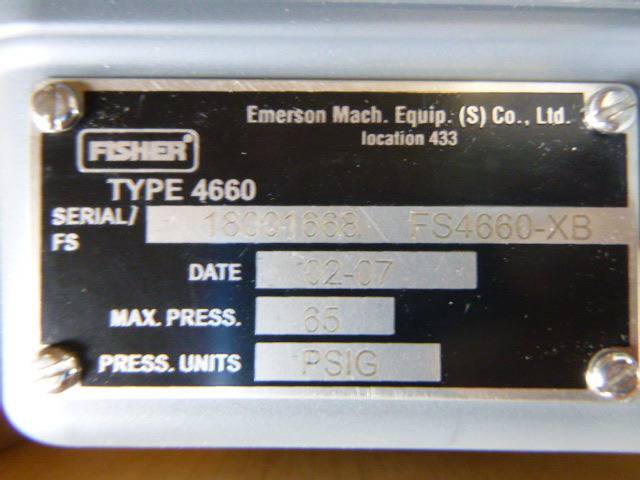 Emerson Mach. Equip. (S) Co., Ltd.
location 433
FISHER
TYPE 4660
SERIAL/ FS 18031668 FS4660-XB
DATE 02-07
MAX. PRESS. 65
PRESS. UNITS PSIG